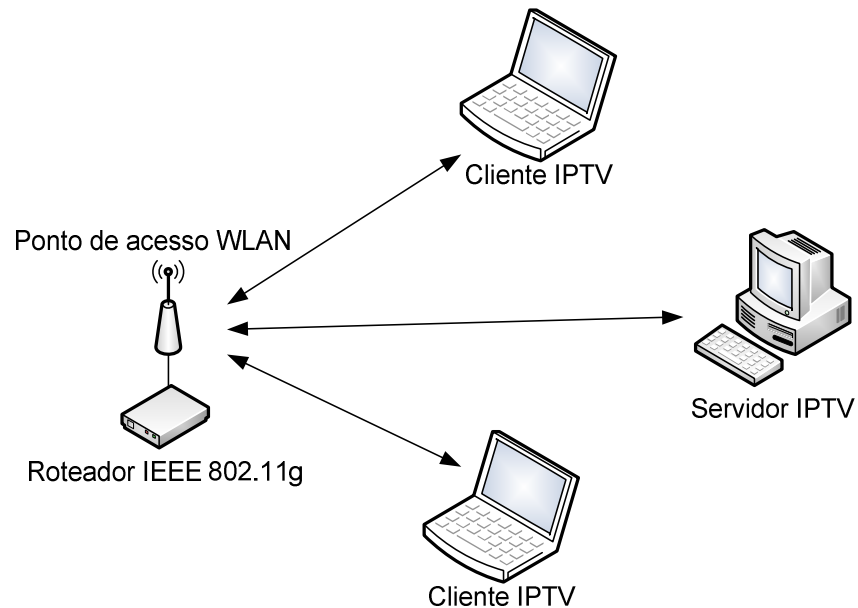 Cliente IPTV
Ponto de acesso WLAN
Servidor IPTV
Roteador IEEE 802.11g
Cliente IPTV